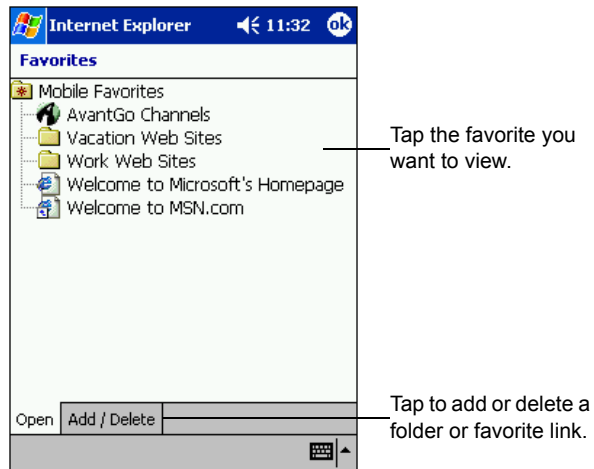 Internet Explorer 11:32 ok
Favorites
Mobile Favorites
AvantGo Channels
Vacation Web Sites
Work Web Sites
Welcome to Microsoft's Homepage
Welcome to MSN.com
Tap the favorite you
want to view.
Open Add / Delete
Tap to add or delete a
folder or favorite link.